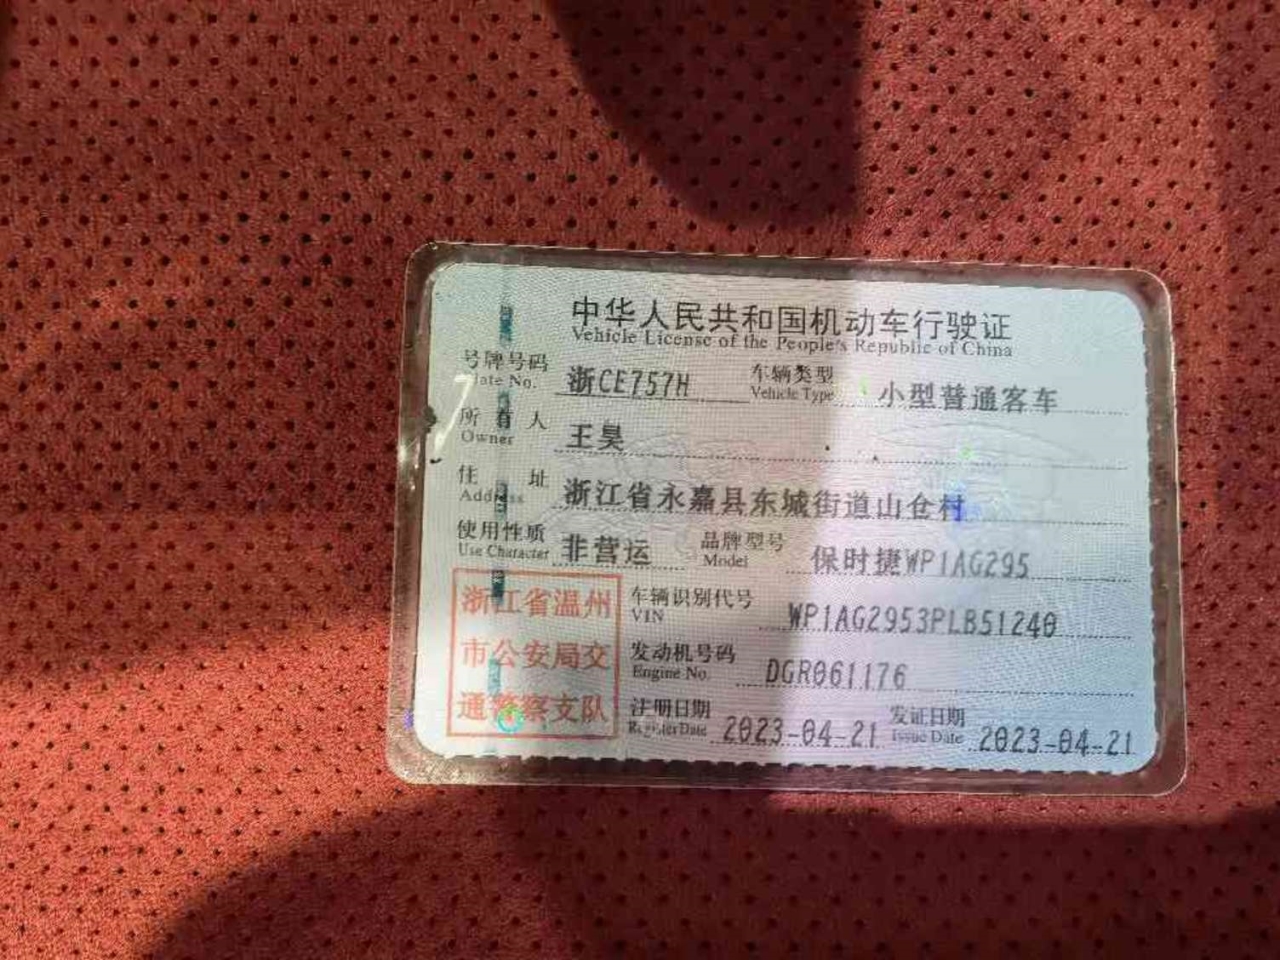 中华人民共和国机动车行驶证
Vehicle License of the People's Republic of China
号牌号码 浙CE757H 车辆类型 小型普通客车
Plate No. Vehicle Type
所有人 王昊
Owner
住址 浙江省永嘉县东城街道山仓村
Address
使用性质 非营运 品牌型号 保时捷WP1AG295
Use Character Model
浙江省温州
市公安局交
通警察支队
车辆识别代号 WP1AG2953PLB51240
VIN
发动机号码 DGR061176
Engine No.
注册日期 2023-04-21 发证日期 2023-04-21
Register Date Issue Date